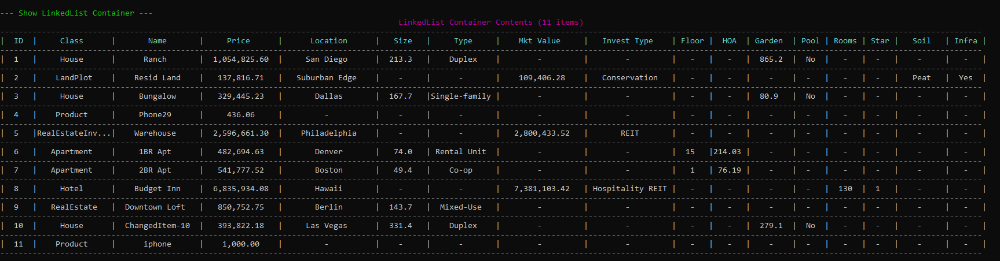 --- Show LinkedList Container ---
LinkedList Container Contents (11 items)
| ID | Class | Name | Price | Location | Size | Type | Mkt Value | Invest Type | Floor | HOA | Garden | Pool | Rooms | Star | Soil | Infra |
| 1 | House | Ranch | 1,054,825.60 | San Diego | 213.3 | Duplex | - | - | - | - | 865.2 | No | - | - | - | - |
| 2 | LandPlot | Resid Land | 137,816.71 | Suburban Edge | - | - | 109,406.28 | Conservation | - | - | - | - | - | - | Peat | Yes |
| 3 | House | Bungalow | 329,445.23 | Dallas | 167.7 |Single-family | - | - | - | - | 80.9 | No | - | - | - | - |
| 4 | Product | Phone29 | 436.06 | - | - | - | - | - | - | - | - | - | - | - | - | - |
| 5 |RealEstateInv...| Warehouse | 2,596,661.30 | Philadelphia | - | - | 2,800,433.52 | REIT | - | - | - | - | - | - | - | - |
| 6 | Apartment | 1BR Apt | 482,694.63 | Denver | 74.0 | Rental Unit | - | - | 15 |214.03 | - | - | - | - | - | - |
| 7 | Apartment | 2BR Apt | 541,777.52 | Boston | 49.4 | Co-op | - | - | 1 | 76.19 | - | - | - | - | - | - |
| 8 | Hotel | Budget Inn | 6,835,934.08 | Hawaii | - | - | 7,381,103.42 | Hospitality REIT | - | - | - | - | 130 | 1 | - | - |
| 9 | RealEstate | Downtown Loft | 850,752.75 | Berlin | 143.7 | Mixed-Use | - | - | - | - | - | - | - | - | - | - |
| 10 | House | ChangedItem-10 | 393,822.18 | Las Vegas | 331.4 | Duplex | - | - | - | - | 279.1 | No | - | - | - | - |
| 11 | Product | iphone | 1,000.00 | - | - | - | - | - | - | - | - | - | - | - | - | - |